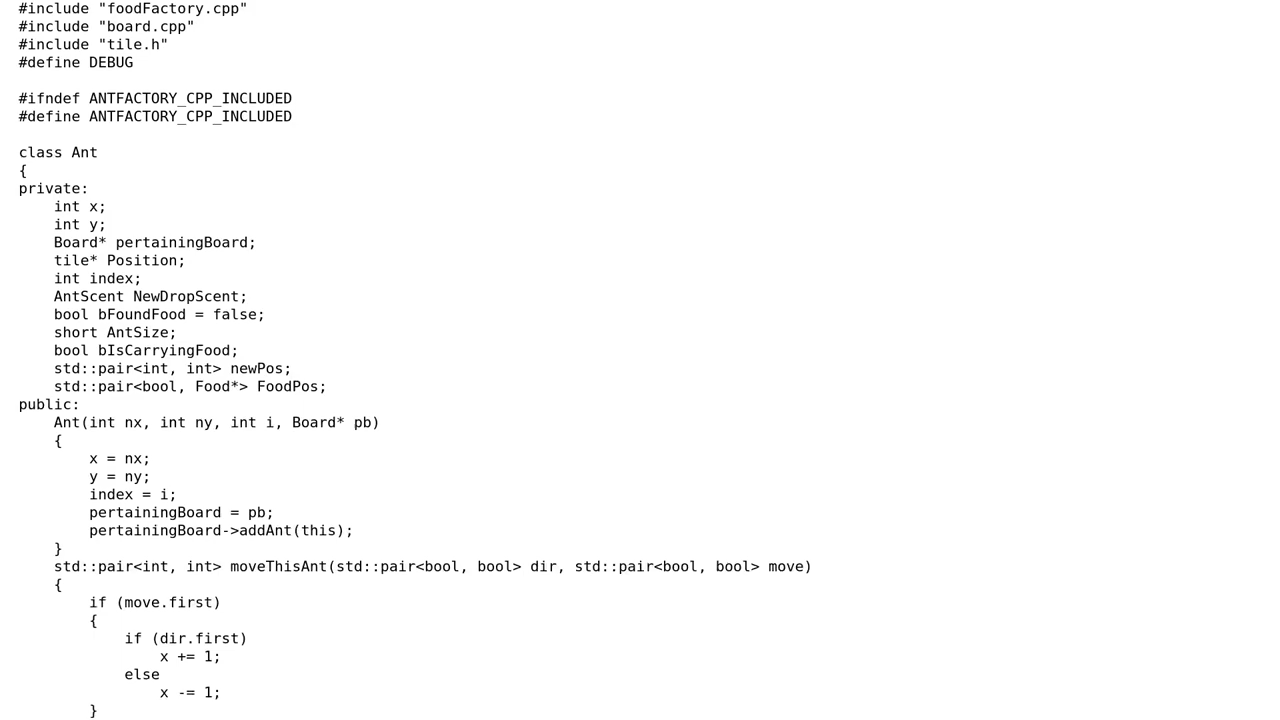 #include "foodFactory.cpp"
#include "board.cpp"
#include "tile.h"
#define DEBUG

#ifndef ANTFACTORY_CPP_INCLUDED
#define ANTFACTORY_CPP_INCLUDED

class Ant
{
private:
    int x;
    int y;
    Board* pertainingBoard;
    tile* Position;
    int index;
    AntScent NewDropScent;
    bool bFoundFood = false;
    short AntSize;
    bool bIsCarryingFood;
    std::pair<int, int> newPos;
    std::pair<bool, Food*> FoodPos;
public:
    Ant(int nx, int ny, int i, Board* pb)
    {
        x = nx;
        y = ny;
        index = i;
        pertainingBoard = pb;
        pertainingBoard->addAnt(this);
    }
    std::pair<int, int> moveThisAnt(std::pair<bool, bool> dir, std::pair<bool, bool> move)
    {
        if (move.first)
        {
            if (dir.first)
                x += 1;
            else
                x -= 1;
        }